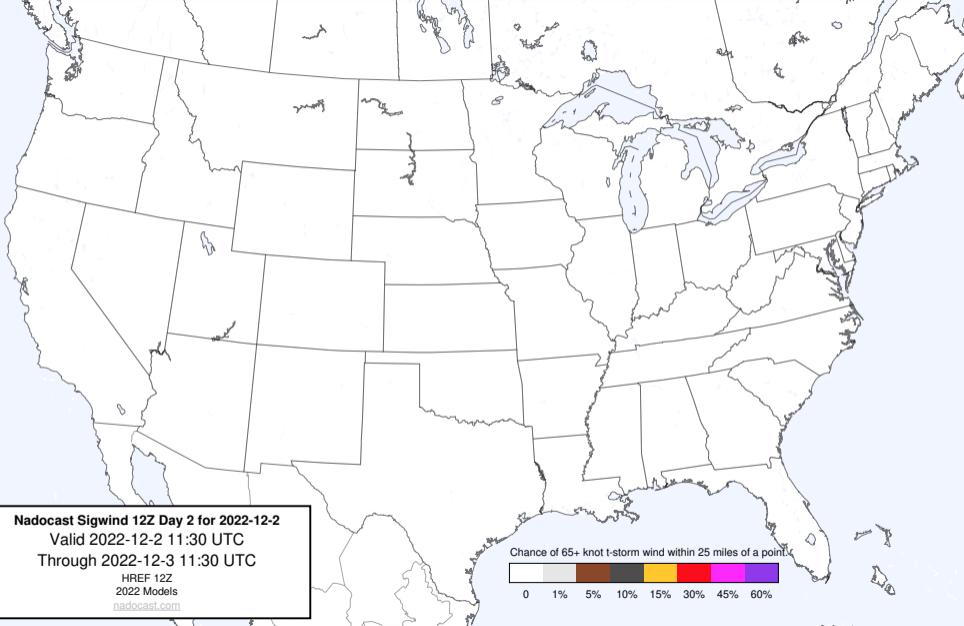 Nadocast Sigwind 12Z Day 2 for 2022-12-2
Valid 2022-12-2 11:30 UTC
Through 2022-12-3 11:30 UTC
HREF 12Z
2022 Models
nadocast.com
Chance of 65+ knot t-storm wind within 25 miles of a point.
0 1% 5% 10% 15% 30% 45% 60%